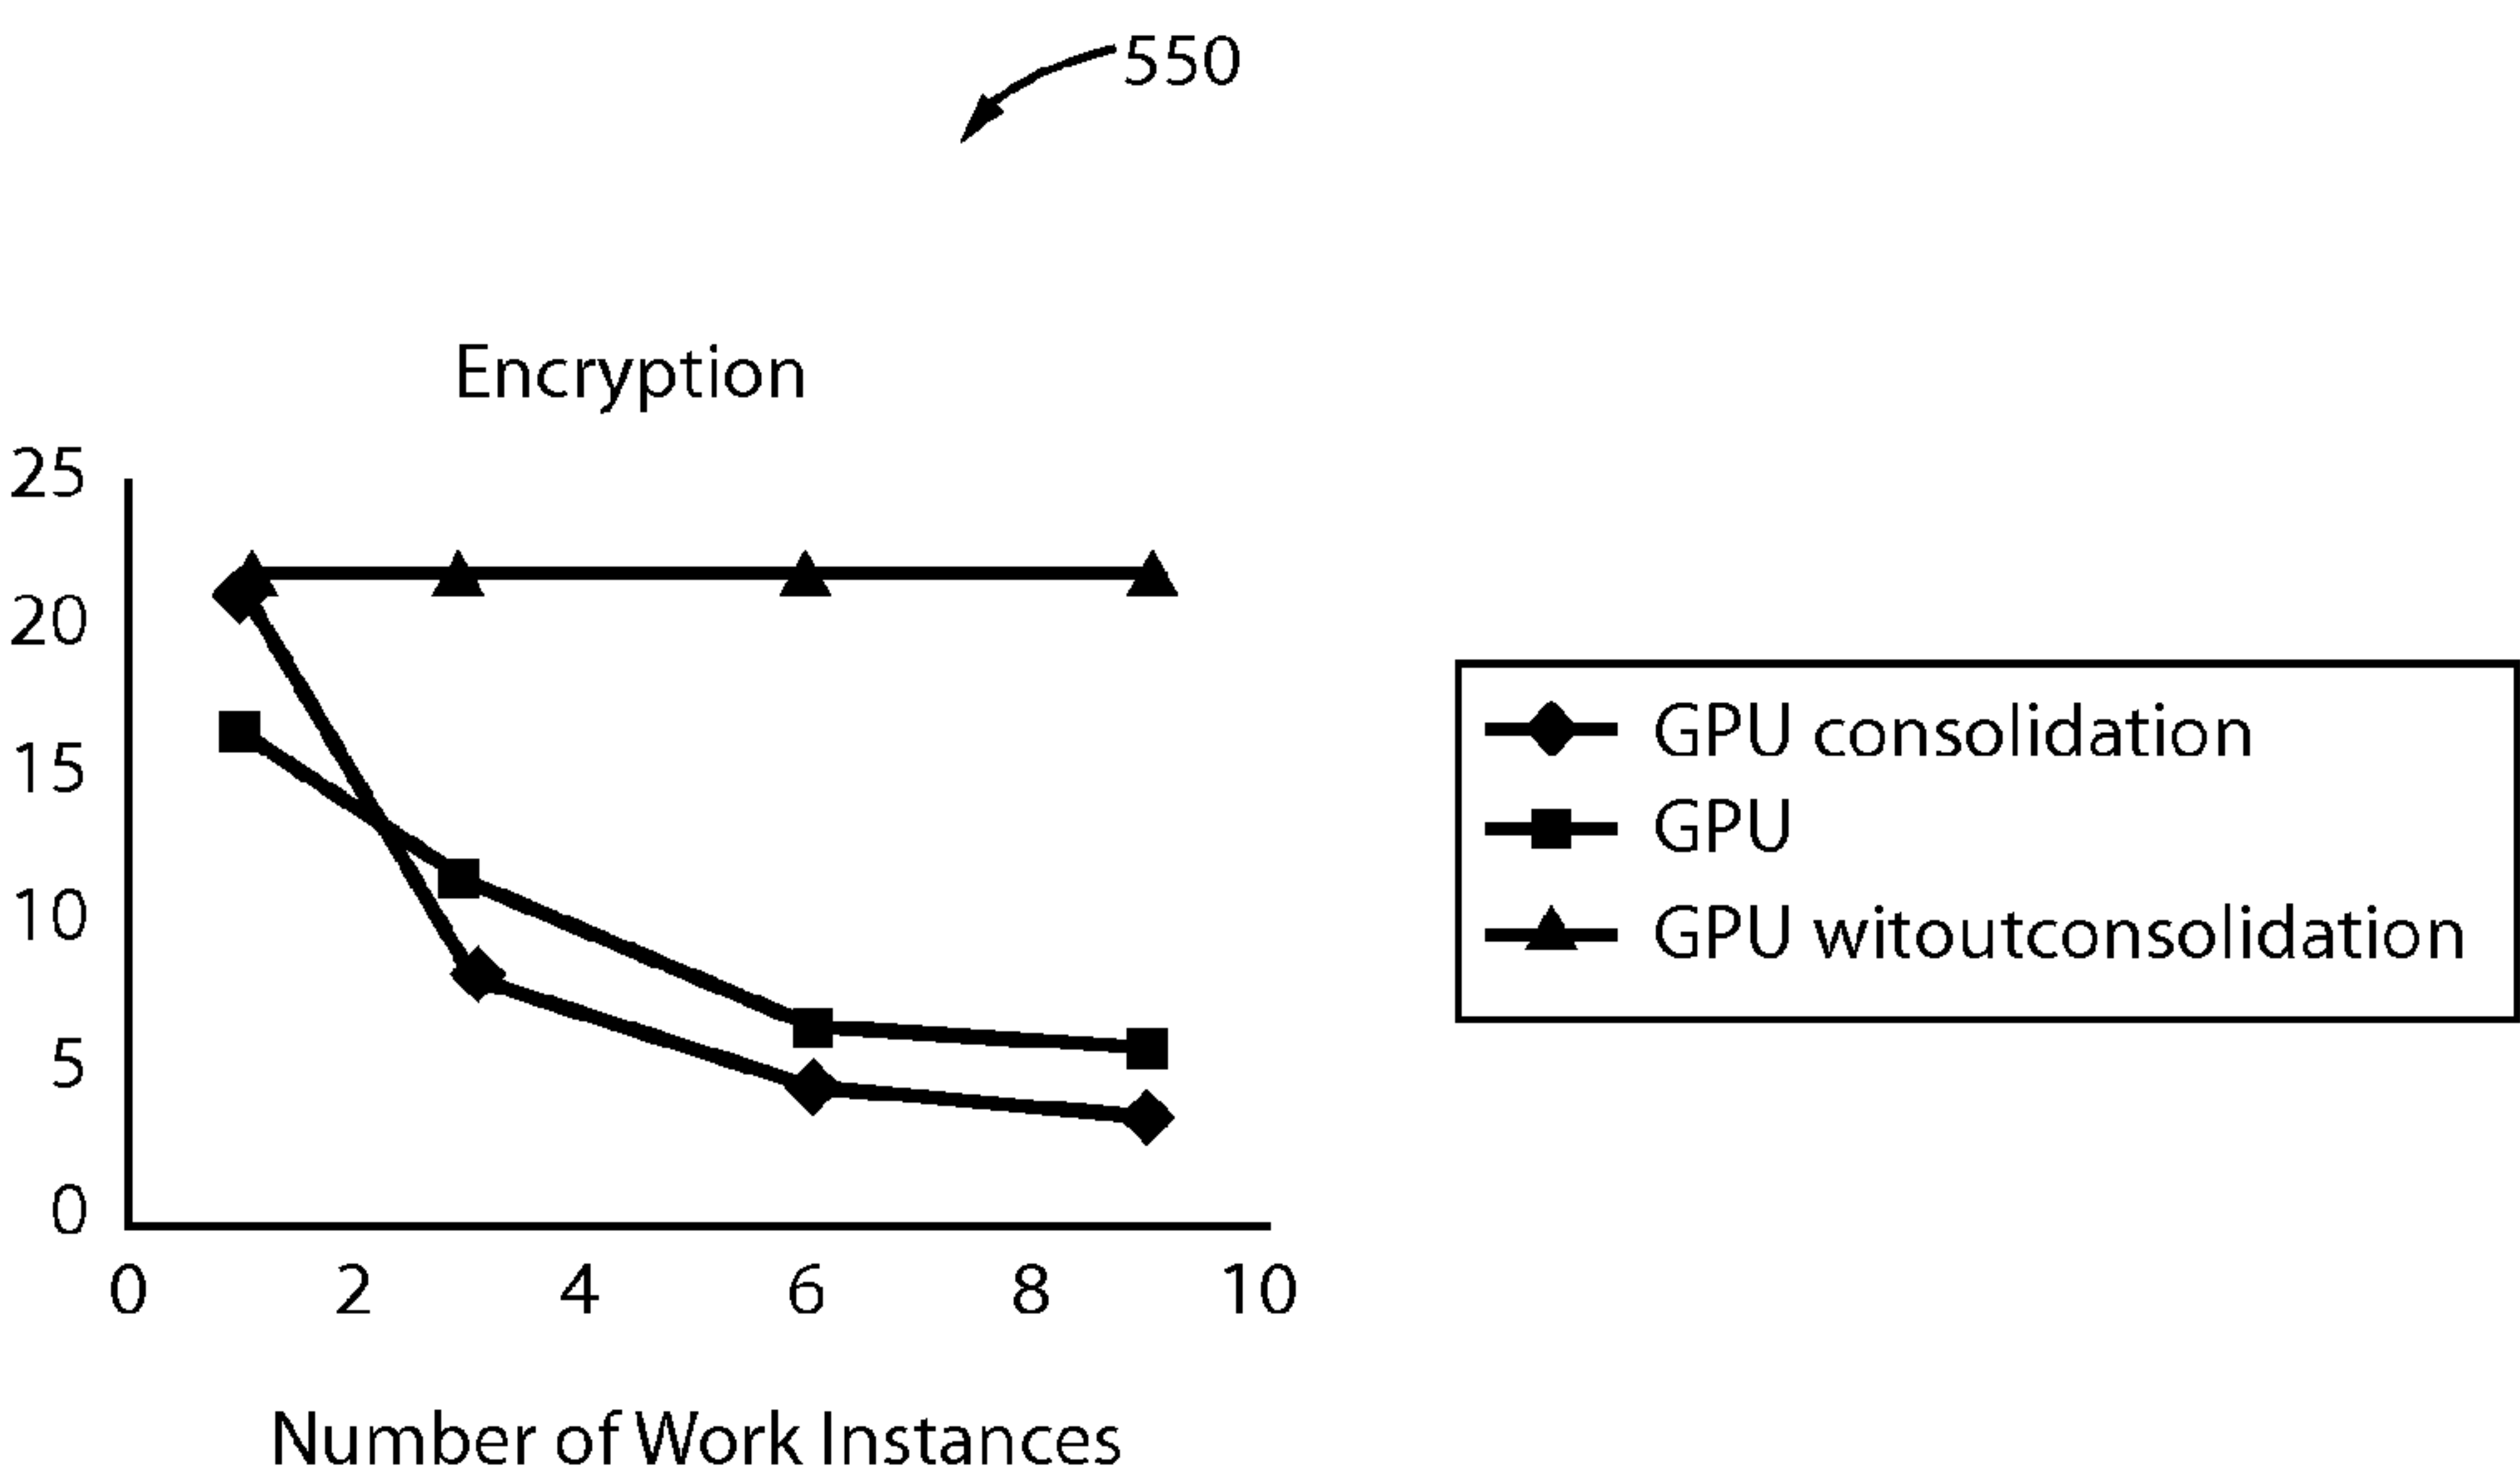 550
Encryption
25
20
15
10
5
0
0 2 4 6 8 10
Number of Work Instances
GPU consolidation
GPU
GPU witoutconsolidation